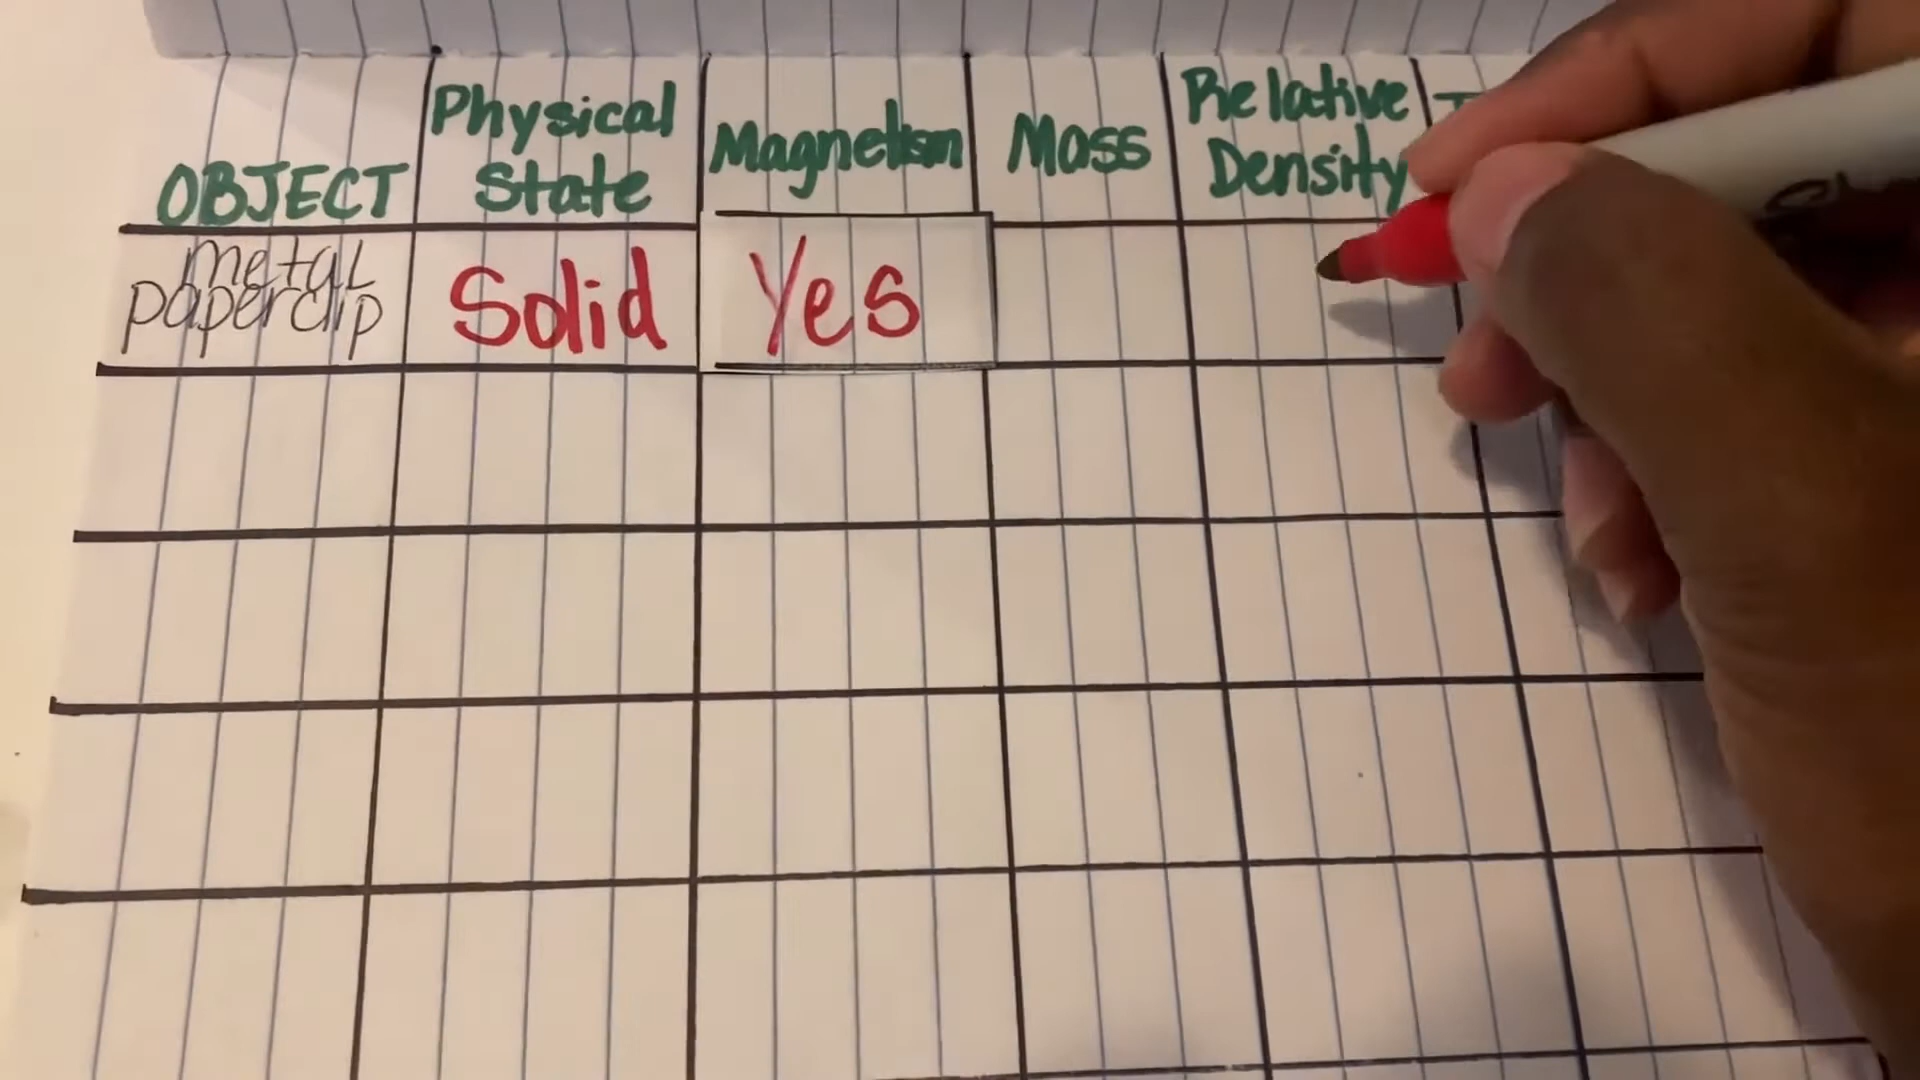 OBJECT
Physical
State
Magnetism
Mass
Relative
Density
metal
paperclip
Solid
Yes